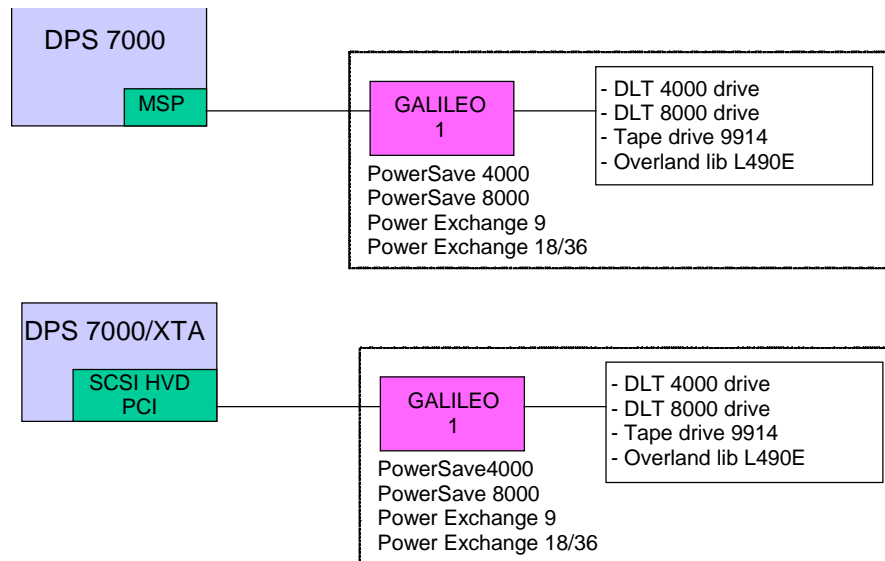 DPS 7000
MSP
GALILEO
1
- DLT 4000 drive
- DLT 8000 drive
- Tape drive 9914
- Overland lib L490E
PowerSave 4000
PowerSave 8000
Power Exchange 9
Power Exchange 18/36
DPS 7000/XTA
SCSI HVD
PCI
GALILEO
1
- DLT 4000 drive
- DLT 8000 drive
- Tape drive 9914
- Overland lib L490E
PowerSave4000
PowerSave 8000
Power Exchange 9
Power Exchange 18/36